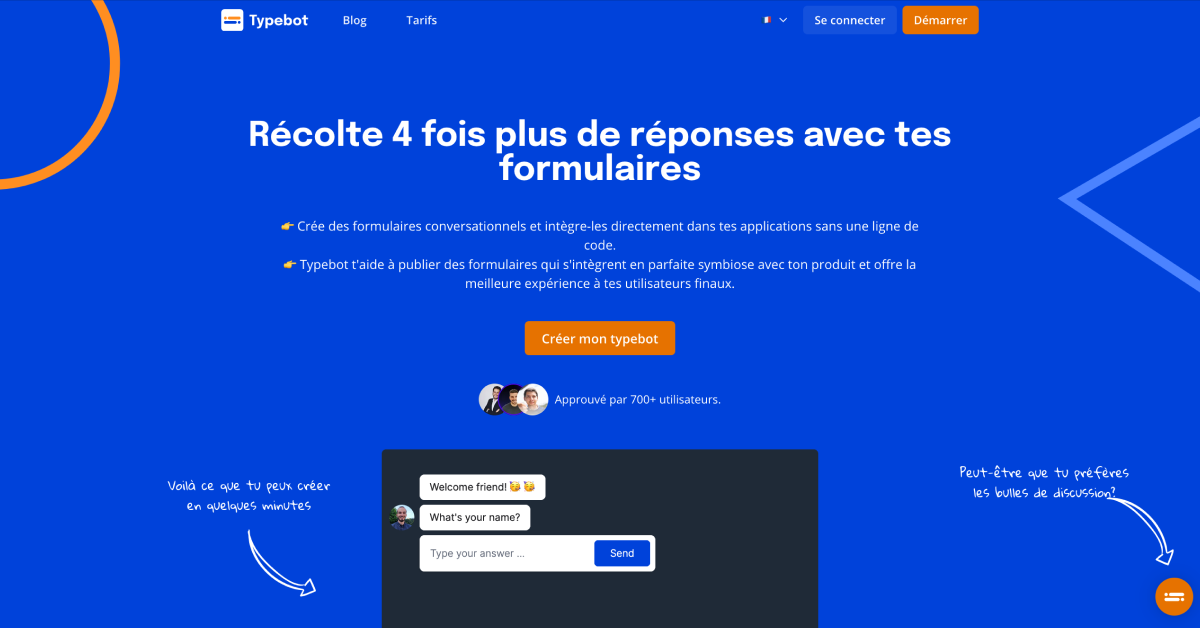 Typebot Blog Tarifs Se connecter Démarrer
Récolte 4 fois plus de réponses avec tes
formulaires
👉 Crée des formulaires conversationnels et intègre-les directement dans tes applications sans une ligne de
code.
👉 Typebot t'aide à publier des formulaires qui s'intègrent en parfaite symbiose avec ton produit et offre la
meilleure expérience à tes utilisateurs finaux.
Créer mon typebot
Approuvé par 700+ utilisateurs.
Voilà ce que tu peux créer
en quelques minutes
Welcome friend! 🥳 🥳
What's your name?
Type your answer ...
Send
Peut-être que tu préfères
les bulles de discussion?